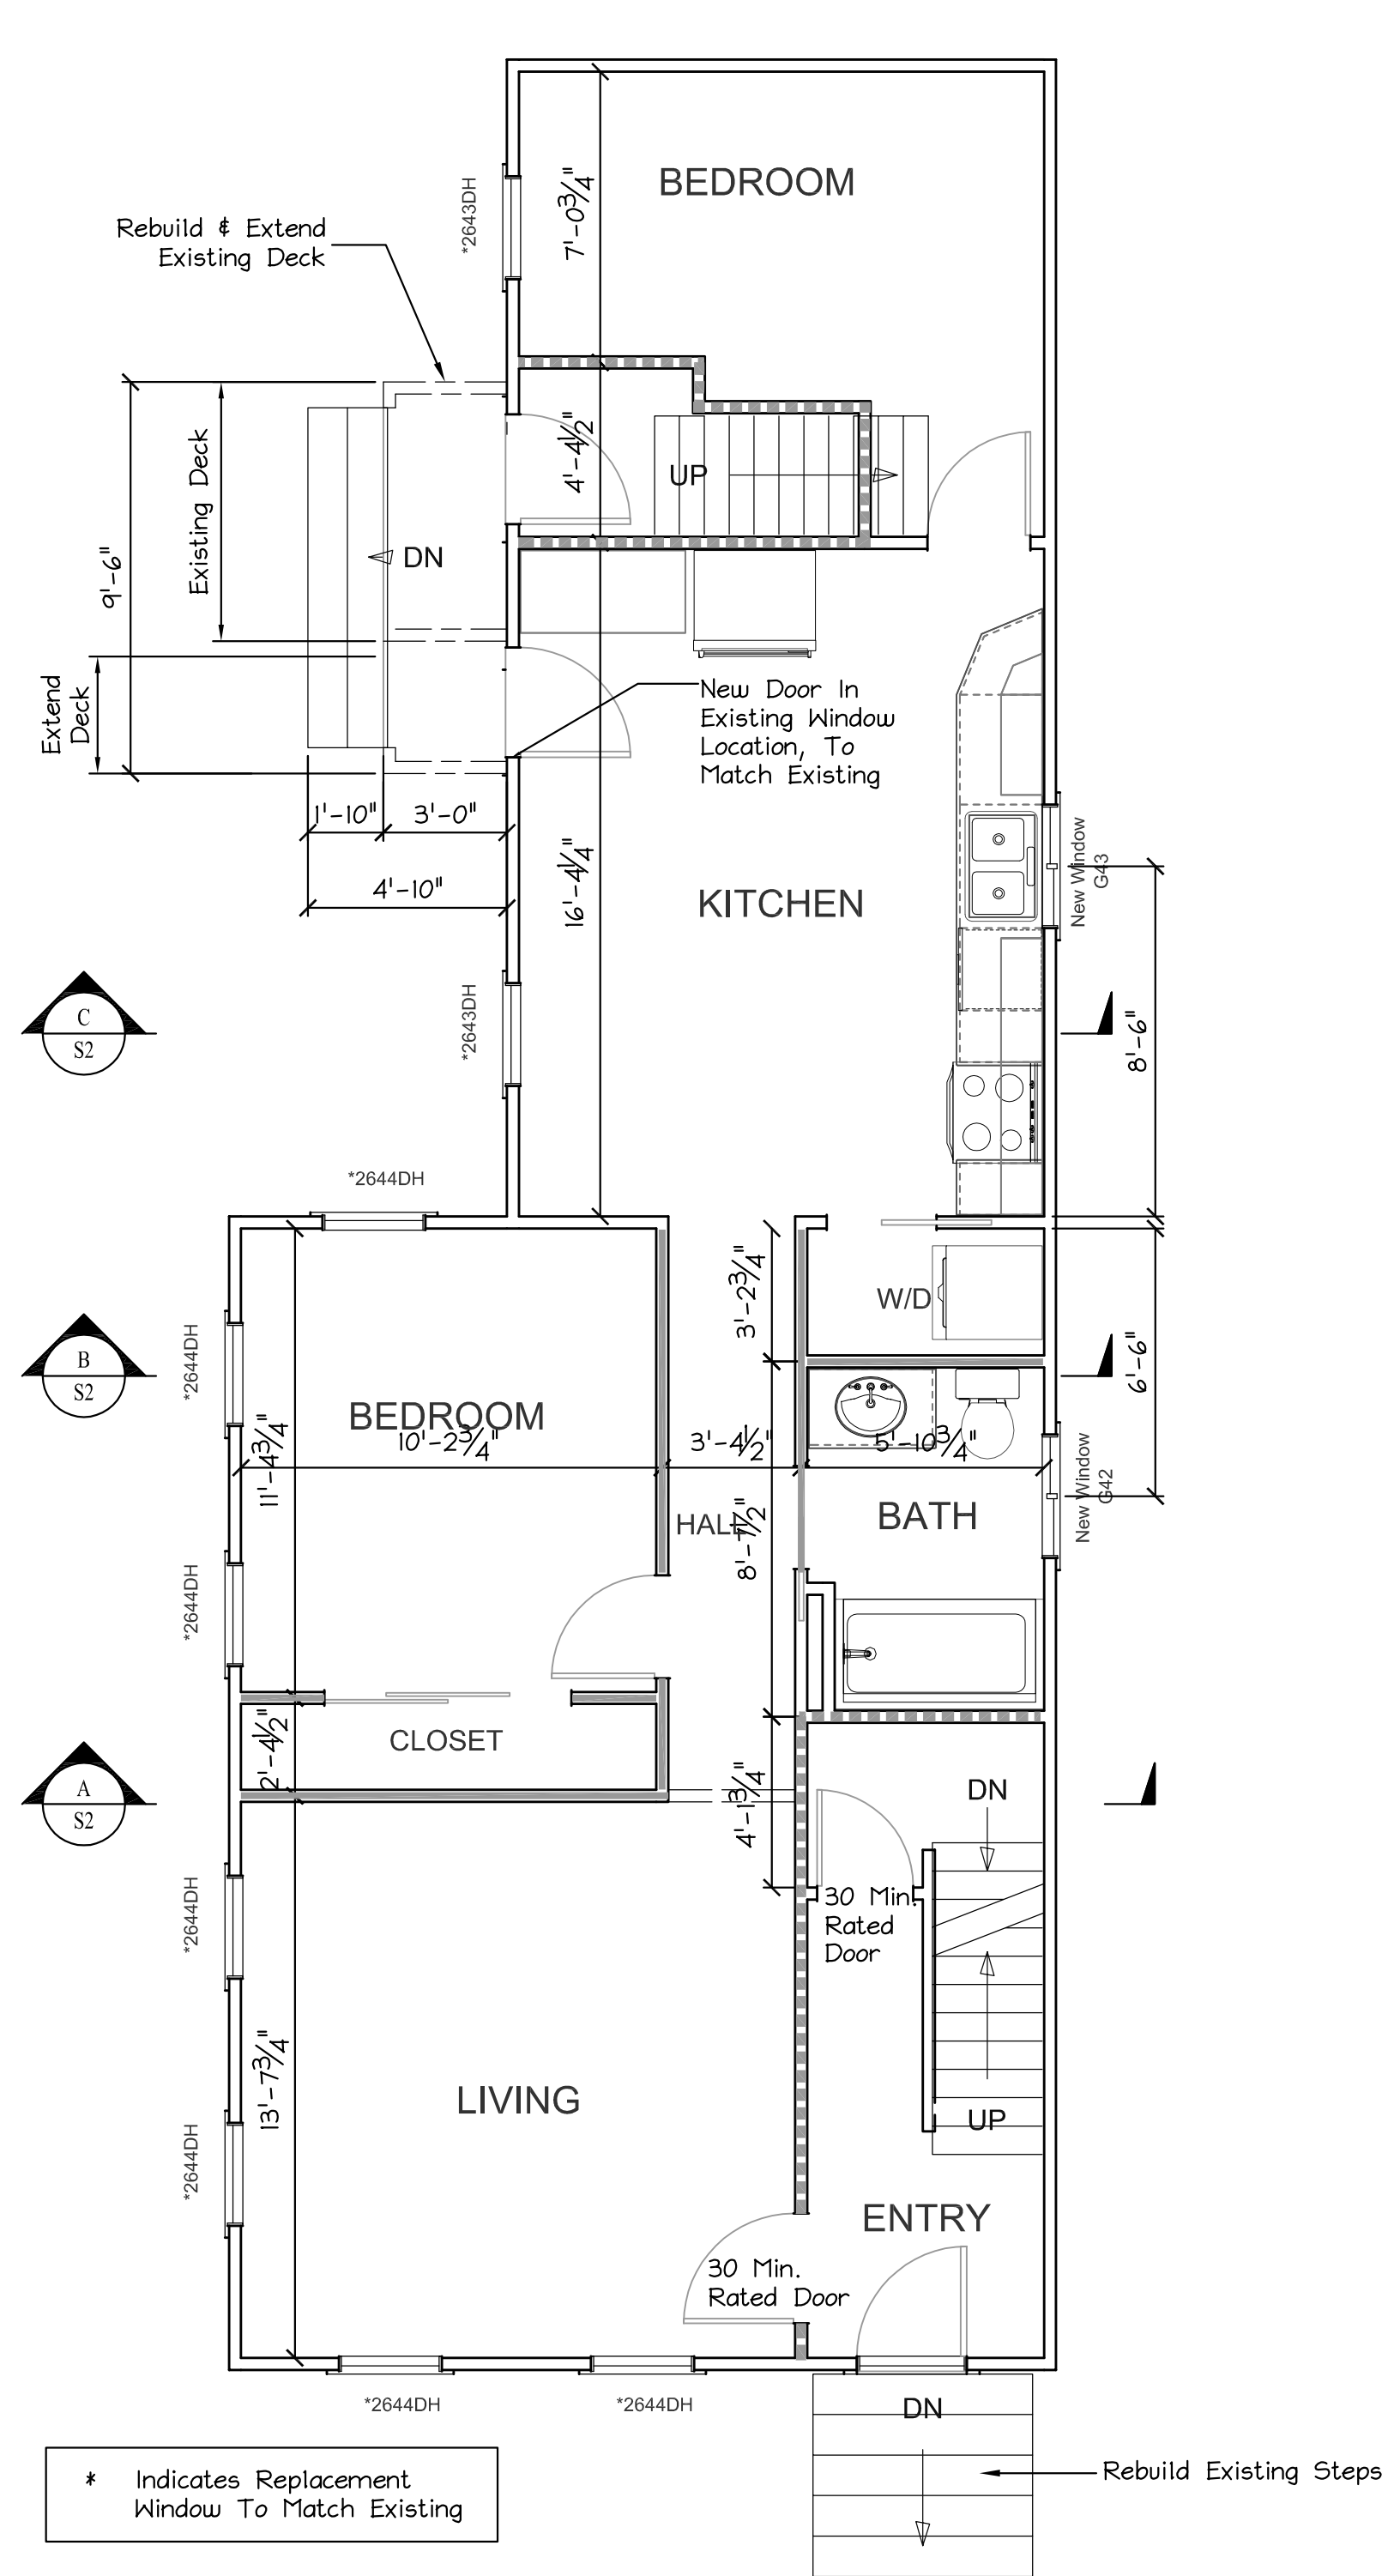 BEDROOM
7'-0¾"
*2643DH
Rebuild & Extend
Existing Deck
4'-4½"
UP
Existing Deck
9'-6"
DN
Extend
Deck
New Door In
Existing Window
Location, To
Match Existing
1'-10"
3'-0"
4'-10"
16'-4¼"
KITCHEN
New Window
G43
C
S2
*2643DH
8'-6"
*2644DH
3'-2¾"
W/D
B
S2
*2644DH
6'-6"
BEDROOM
10'-2¾"
3'-4½"
5'-10¾"
11'-4¾"
HALL
8'-7½"
BATH
New Window
G42
*2644DH
CLOSET
2'-4½"
A
S2
4'-1¾"
DN
30 Min.
Rated
Door
*2644DH
13'-7¾"
LIVING
UP
*2644DH
ENTRY
30 Min.
Rated Door
*2644DH
*2644DH
DN
Rebuild Existing Steps
* Indicates Replacement
Window To Match Existing